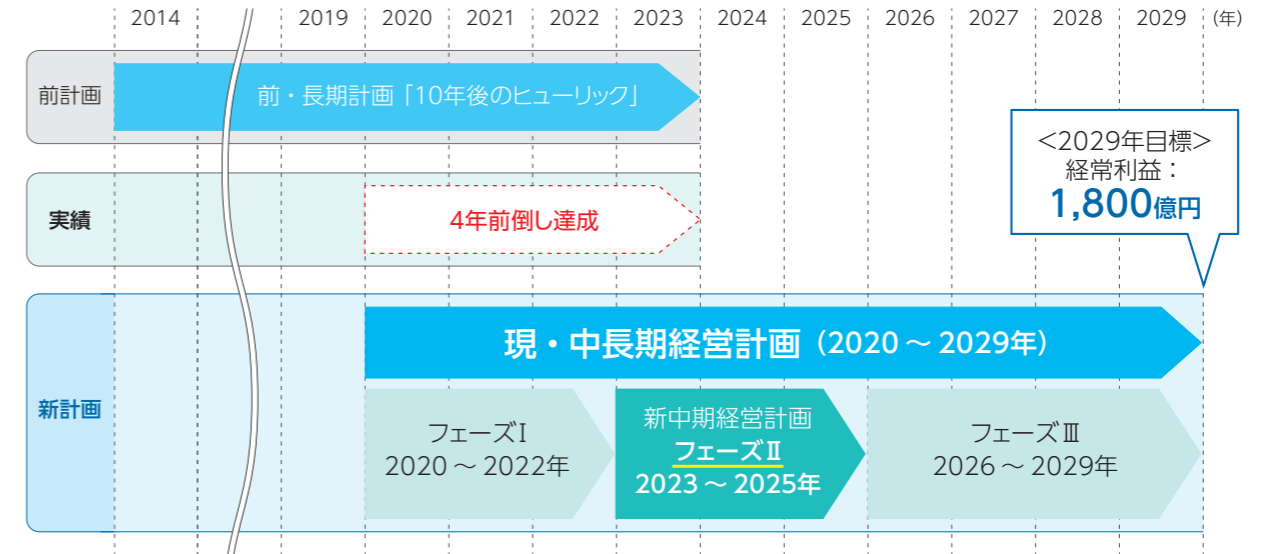 2014 2019 2020 2021 2022 2023 2024 2025 2026 2027 2028 2029 (年)
前計画
前・長期計画「10年後のヒューリック」
<2029年目標>
経常利益：
1,800億円
実績
4年前倒し達成
新計画
現・中長期経営計画（2020～2029年）
フェーズⅠ
2020～2022年
新中期経営計画
フェーズⅡ
2023～2025年
フェーズⅢ
2026～2029年